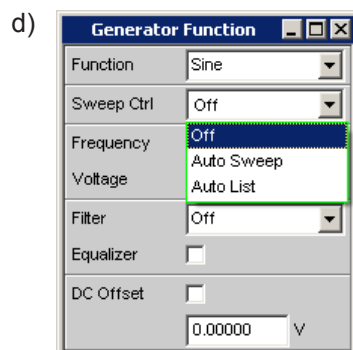 d)
Generator Function
Function Sine
Sweep Ctrl Off
Off
Frequency
Auto Sweep
Voltage
Auto List
Filter Off
Equalizer
DC Offset
0.00000 V